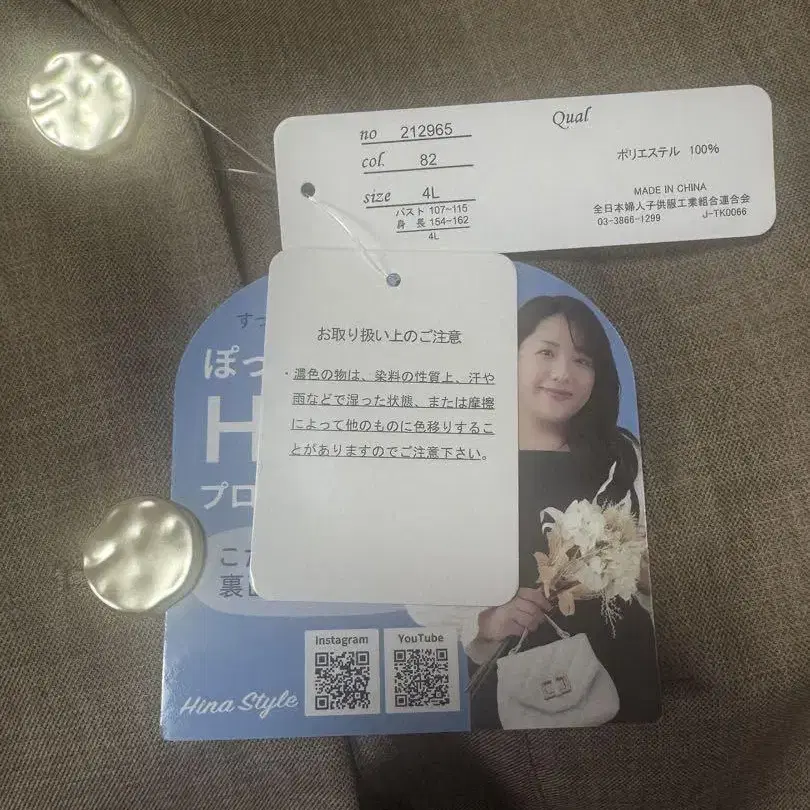 no 212965
col. 82
size 4L
バスト 107-115
身 長 154-162
4L
Qual
ポリエステル 100%
MADE IN CHINA
全日本婦人子供服工業組合連合会
03-3866-1299 J-TK0066
お取り扱い上のご注意
・濃色の物は、染料の性質上、汗や
雨などで湿った状態、または摩擦
によって他のものに色移りするこ
とがありますのでご注意下さい。
すっ
ぽっ
H
プロ
こだ
裏
Instagram YouTube
Hina Style